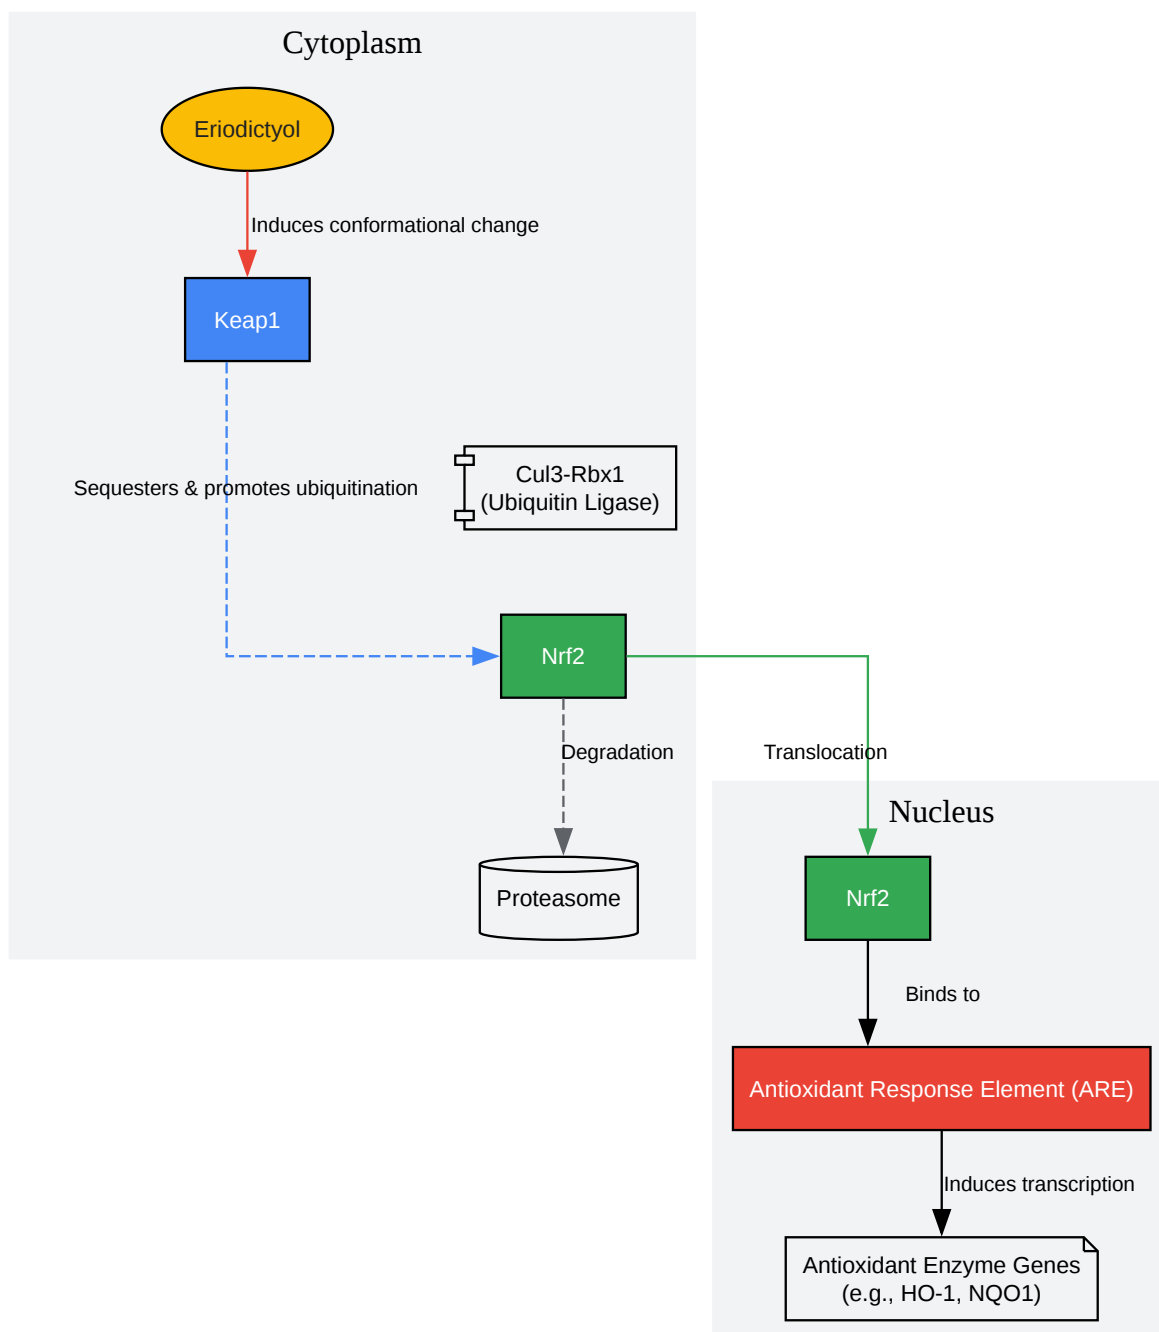 Cytoplasm
Eriodictyol
Induces conformational change
Keap1
Sequesters & promotes ubiquitination
Cul3-Rbx1
(Ubiquitin Ligase)
Nrf2
Degradation
Translocation
Proteasome
Nucleus
Nrf2
Binds to
Antioxidant Response Element (ARE)
Induces transcription
Antioxidant Enzyme Genes
(e.g., HO-1, NQO1)